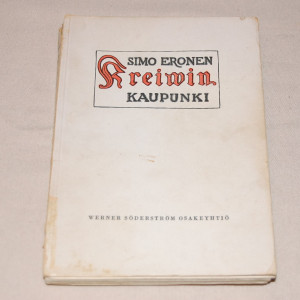 SIMO ERONEN
Kreiwin
KAUPUNKI
WERNER SÖDERSTRÖM OSAKEYHTIÖ